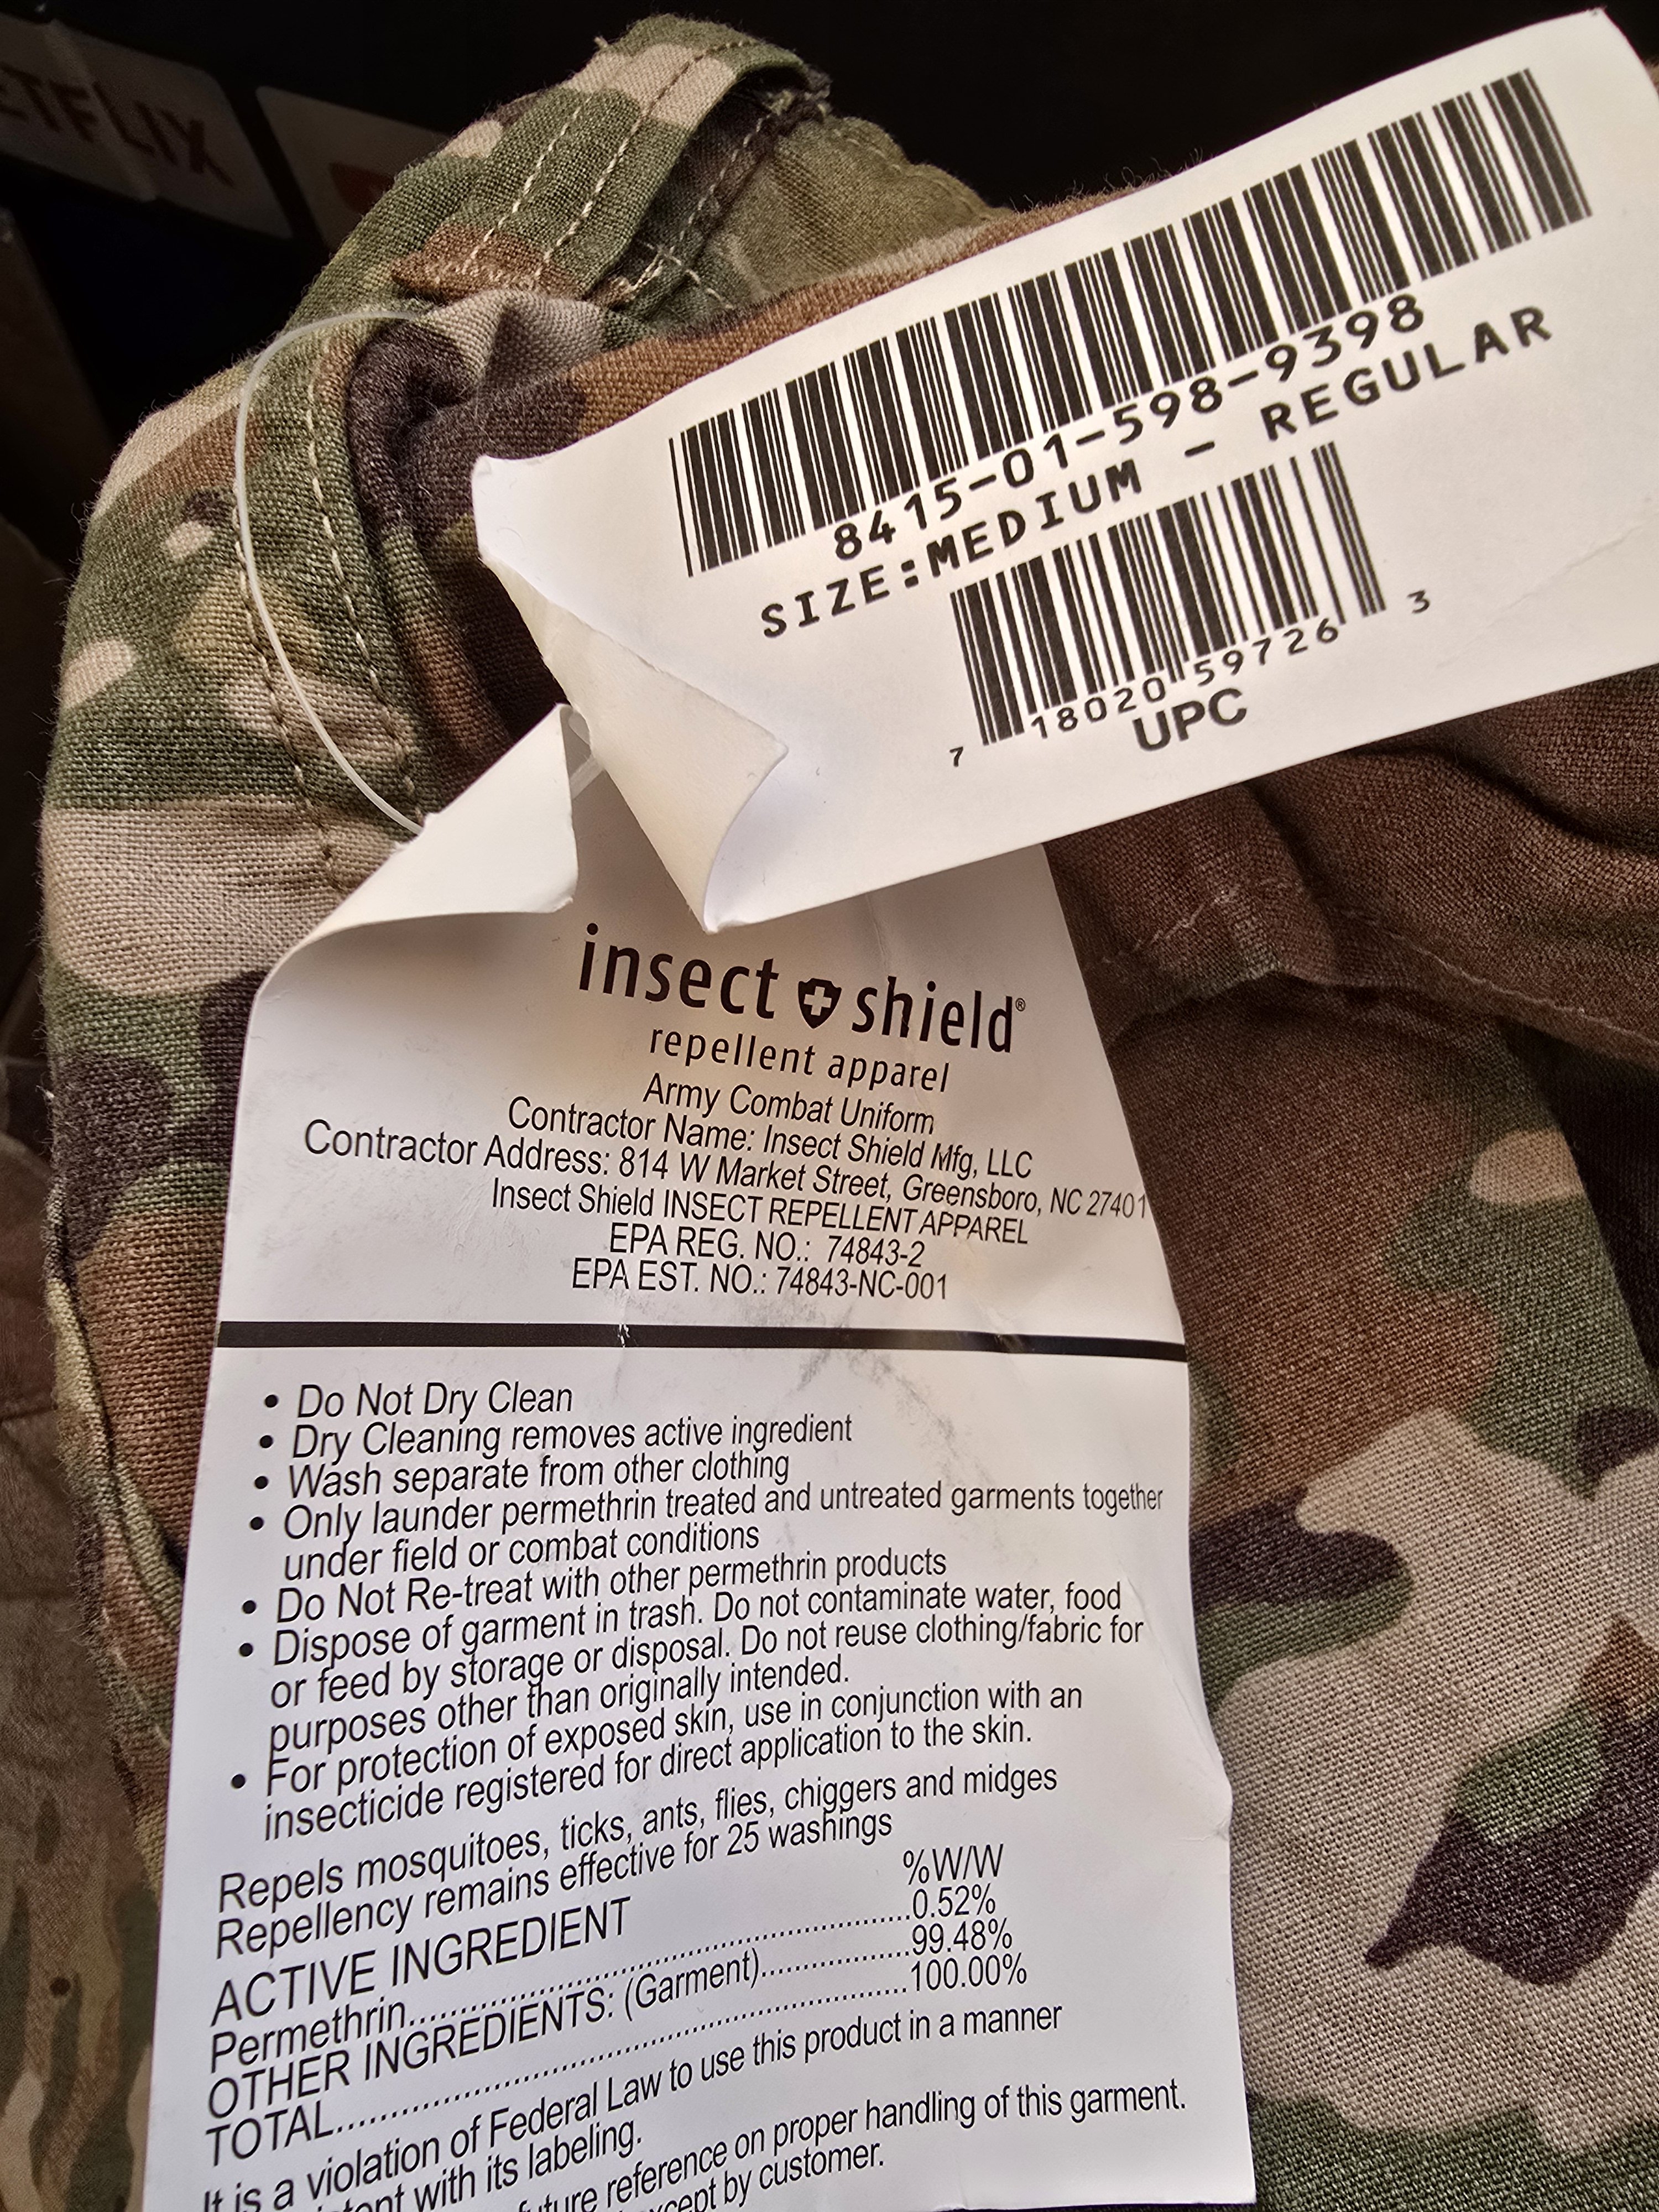 ETFLIX
8415-01-598-9398
SIZE:MEDIUM - REGULAR
7 18020 59726 3
UPC
insect shield®
repellent apparel
Army Combat Uniform
Contractor Name: Insect Shield Mfg, LLC
Contractor Address: 814 W Market Street, Greensboro, NC 27401
Insect Shield INSECT REPELLENT APPAREL
EPA REG. NO.: 74843-2
EPA EST. NO.: 74843-NC-001
• Do Not Dry Clean
• Dry Cleaning removes active ingredient
• Wash separate from other clothing
• Only launder permethrin treated and untreated garments together
under field or combat conditions
• Do Not Re-treat with other permethrin products
• Dispose of garment in trash. Do not contaminate water, food
or feed by storage or disposal. Do not reuse clothing/fabric for
purposes other than originally intended.
• For protection of exposed skin, use in conjunction with an
insecticide registered for direct application to the skin.
Repels mosquitoes, ticks, ants, flies, chiggers and midges
Repellency remains effective for 25 washings
%W/W
ACTIVE INGREDIENT
Permethrin....................................................0.52%
OTHER INGREDIENTS: (Garment)................99.48%
TOTAL............................................................100.00%
It is a violation of Federal Law to use this product in a manner
with its labeling.
future reference on proper handling of this garment.
by customer.